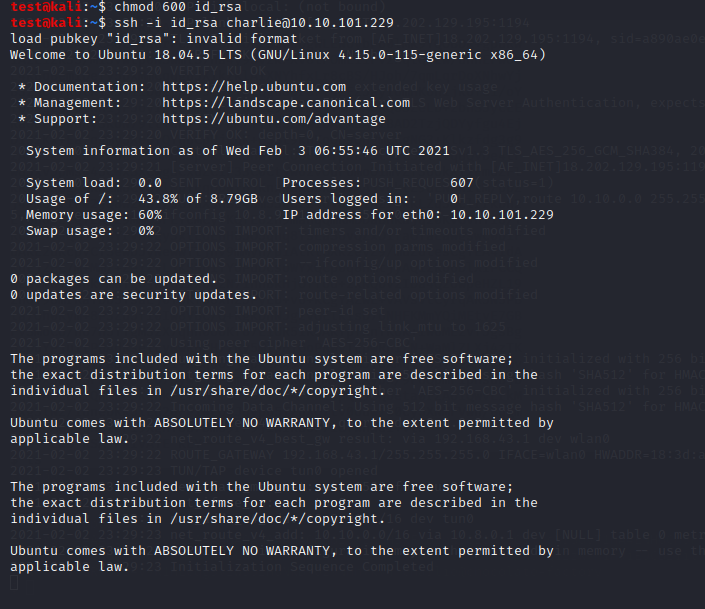 test@kali:~$ chmod 600 id_rsa
test@kali:~$ ssh -i id_rsa charlie@10.10.101.229
load pubkey "id_rsa": invalid format
Welcome to Ubuntu 18.04.5 LTS (GNU/Linux 4.15.0-115-generic x86_64)
* Documentation: https://help.ubuntu.com
* Management: https://landscape.canonical.com
* Support: https://ubuntu.com/advantage
System information as of Wed Feb 3 06:55:46 UTC 2021
System load: 0.0 Processes: 607
Usage of /: 43.8% of 8.79GB Users logged in: 0
Memory usage: 60% IP address for eth0: 10.10.101.229
Swap usage: 0%
0 packages can be updated.
0 updates are security updates.
The programs included with the Ubuntu system are free software;
the exact distribution terms for each program are described in the
individual files in /usr/share/doc/*/copyright.
Ubuntu comes with ABSOLUTELY NO WARRANTY, to the extent permitted by
applicable law.
The programs included with the Ubuntu system are free software;
the exact distribution terms for each program are described in the
individual files in /usr/share/doc/*/copyright.
Ubuntu comes with ABSOLUTELY NO WARRANTY, to the extent permitted by
applicable law.